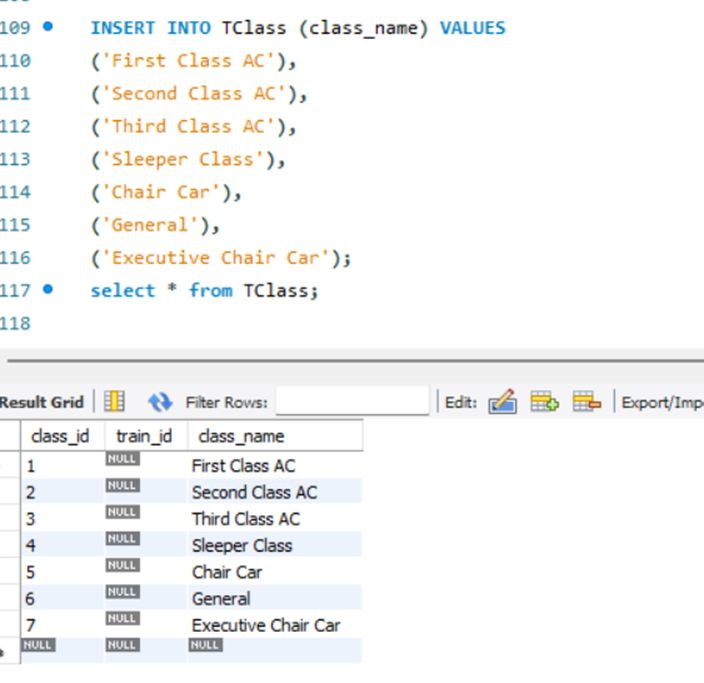 109 INSERT INTO TClass (class_name) VALUES
110 ('First Class AC'),
111 ('Second Class AC'),
112 ('Third Class AC'),
113 ('Sleeper Class'),
114 ('Chair Car'),
115 ('General'),
116 ('Executive Chair Car');
117 select * from TClass;
118
Result Grid Filter Rows: Edit: Export/Imp
class_id train_id class_name
1 NULL First Class AC
2 NULL Second Class AC
3 NULL Third Class AC
4 NULL Sleeper Class
5 NULL Chair Car
6 NULL General
7 NULL Executive Chair Car
NULL NULL NULL